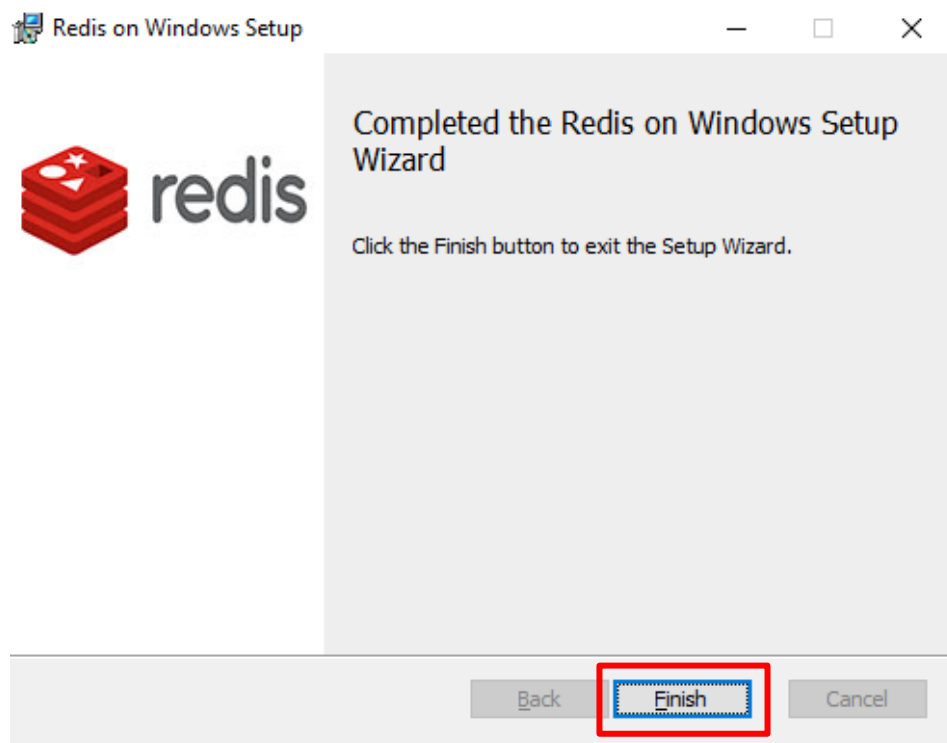 Redis on Windows Setup
redis
Completed the Redis on Windows Setup
Wizard
Click the Finish button to exit the Setup Wizard.
Back Finish Cancel